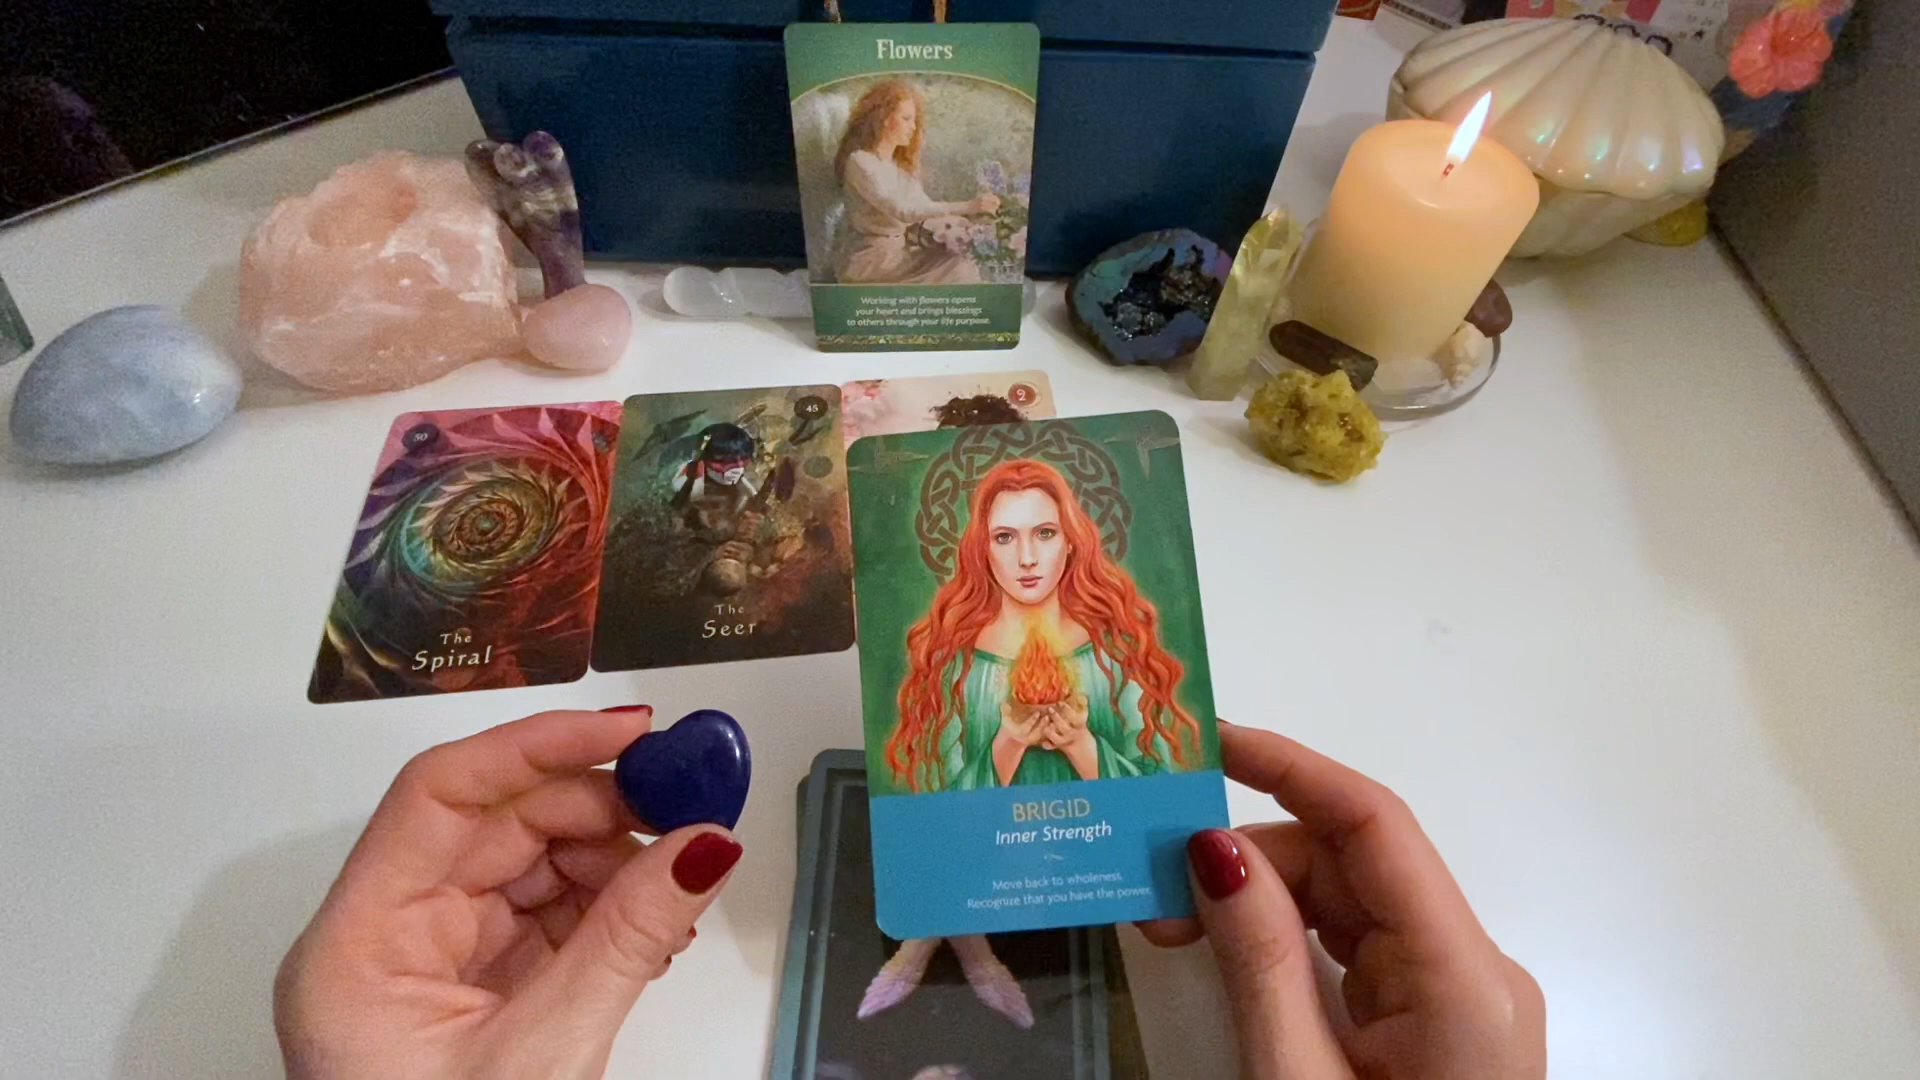 Flowers
Working with flowers opens
your heart and brings blessings
to others through your life purpose.
50
The
Spiral
45
The
Seer
2
BRIGID
Inner Strength
Move back to wholeness.
Recognize that you have the power.